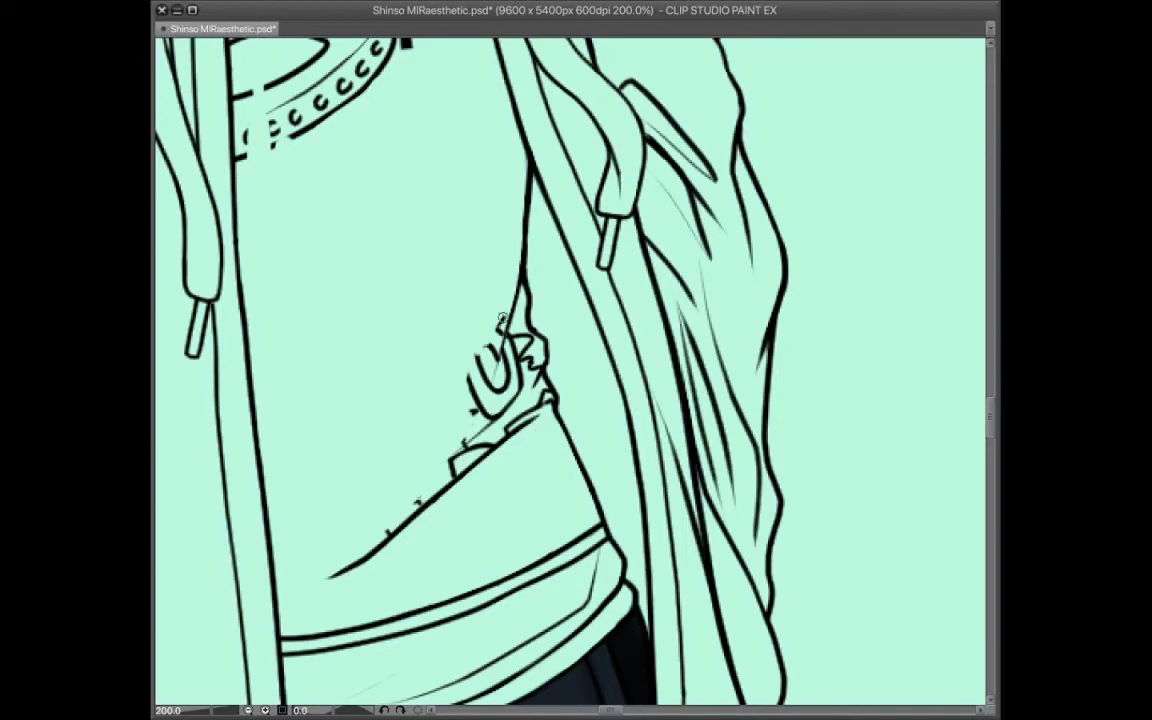 Shinso MIRaesthetic.psd* (9600 x 5400px 600dpi 200.0%)  - CLIP STUDIO PAINT EX
Shinso MIRaesthetic.psd*
200.0 0.0